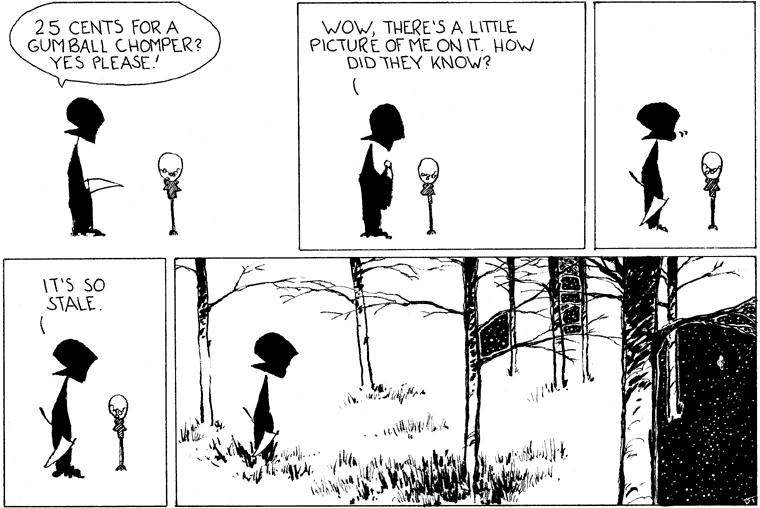 25 CENTS FOR A
GUMBALL CHOMPER?
YES PLEASE!
WOW, THERE'S A LITTLE
PICTURE OF ME ON IT. HOW
DID THEY KNOW?
IT'S SO
STALE.